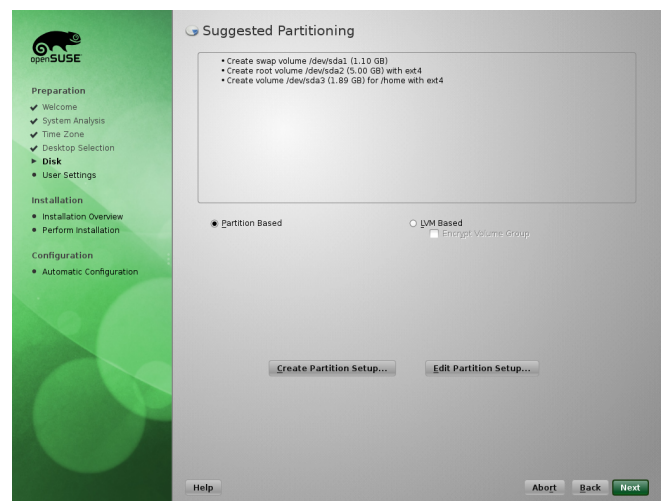 openSUSE
Preparation
Welcome
System Analysis
Time Zone
Desktop Selection
Disk
User Settings
Installation
Installation Overview
Perform Installation
Configuration
Automatic Configuration
Suggested Partitioning
• Create swap volume /dev/sda1 (1.10 GB)
• Create root volume /dev/sda2 (5.00 GB) with ext4
• Create volume /dev/sda3 (1.89 GB) for /home with ext4
Partition Based
LVM Based
Encrypt Volume Group
Create Partition Setup...
Edit Partition Setup...
Help
Abort
Back
Next